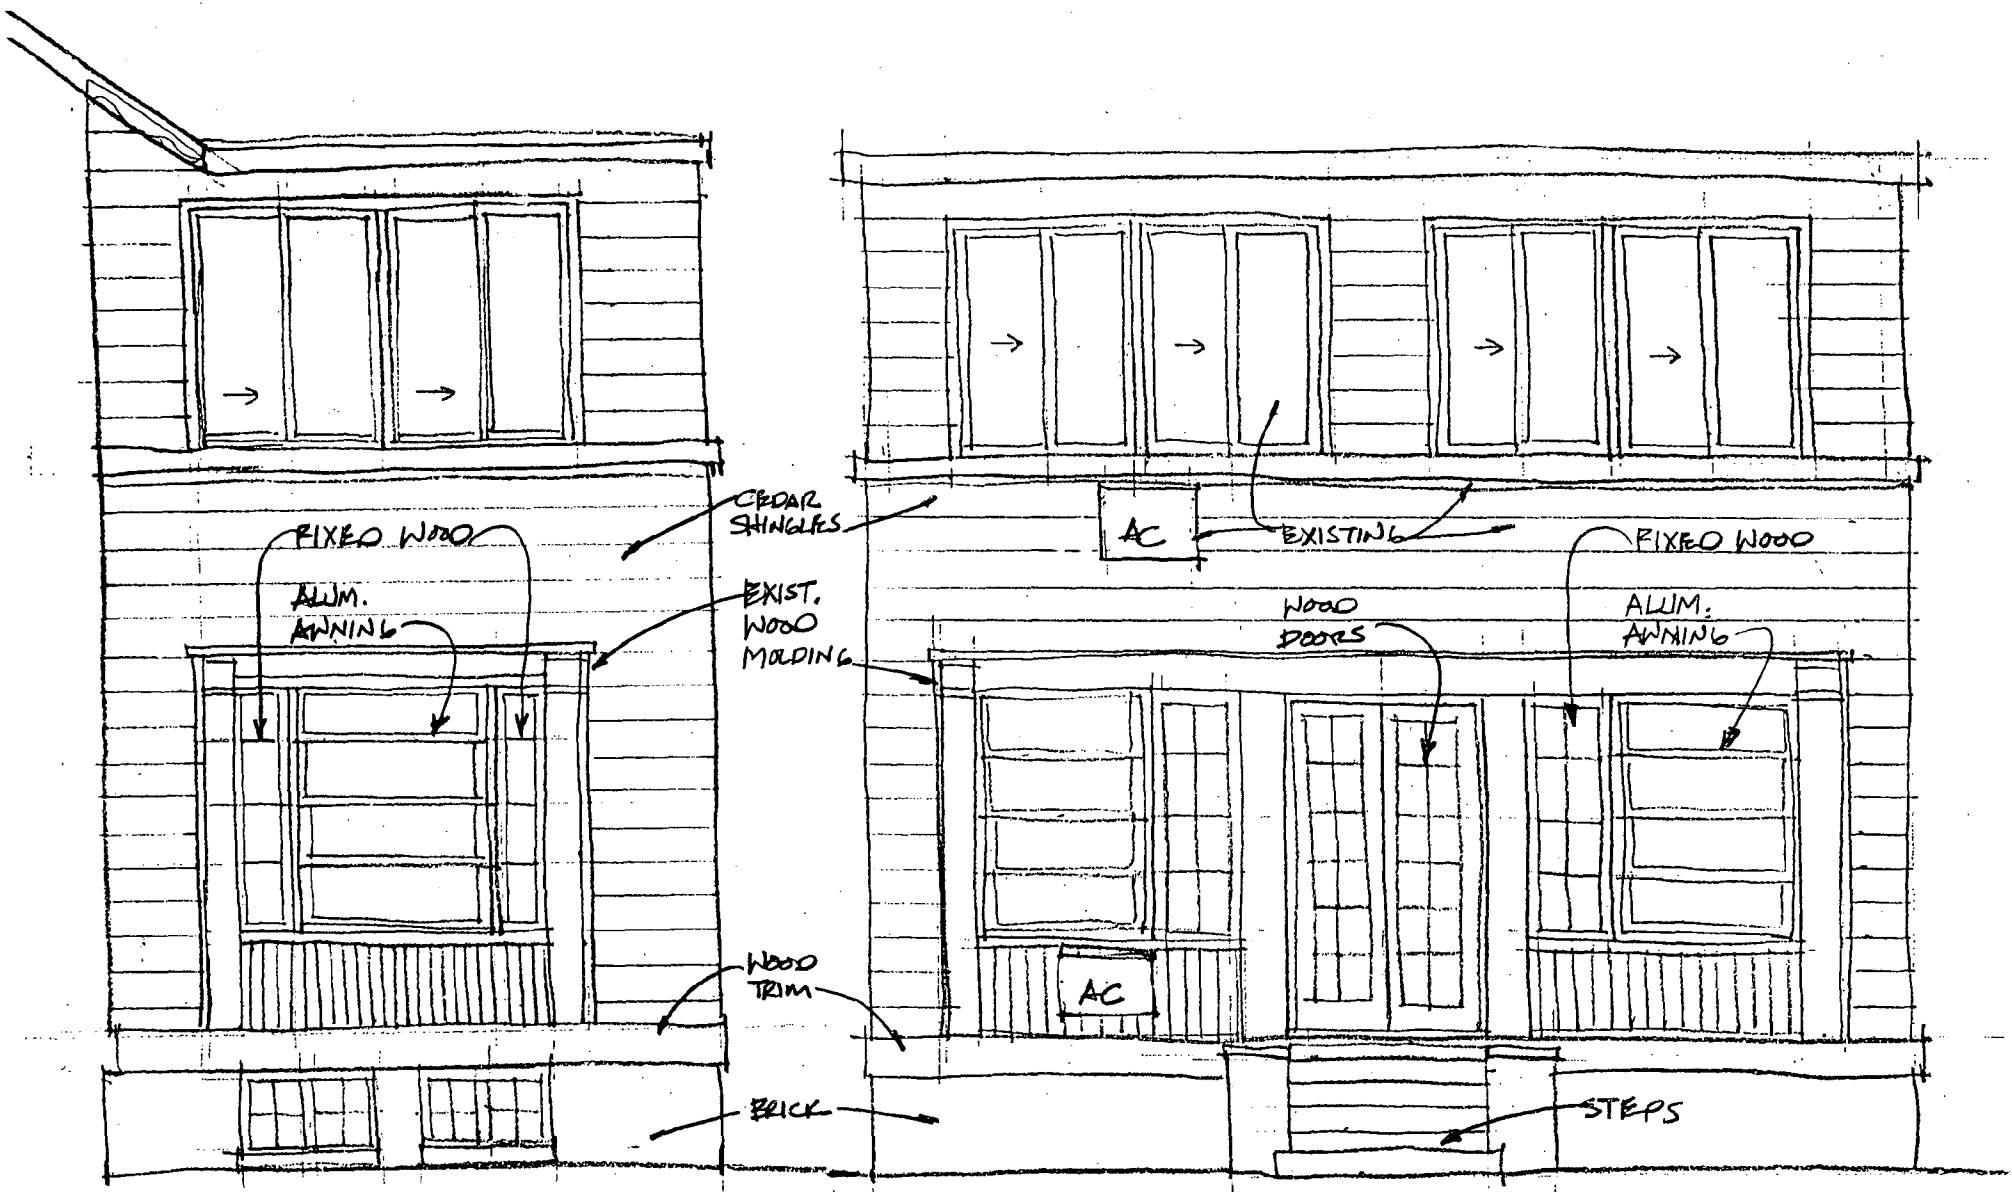 CEDAR
SHINGLES
FIXED WOOD
ALUM.
AWNING
EXIST.
WOOD
MOLDING
AC
EXISTING
FIXED WOOD
WOOD
DOORS
ALUM.
AWNING
WOOD
TRIM
AC
BRICK
STEPS